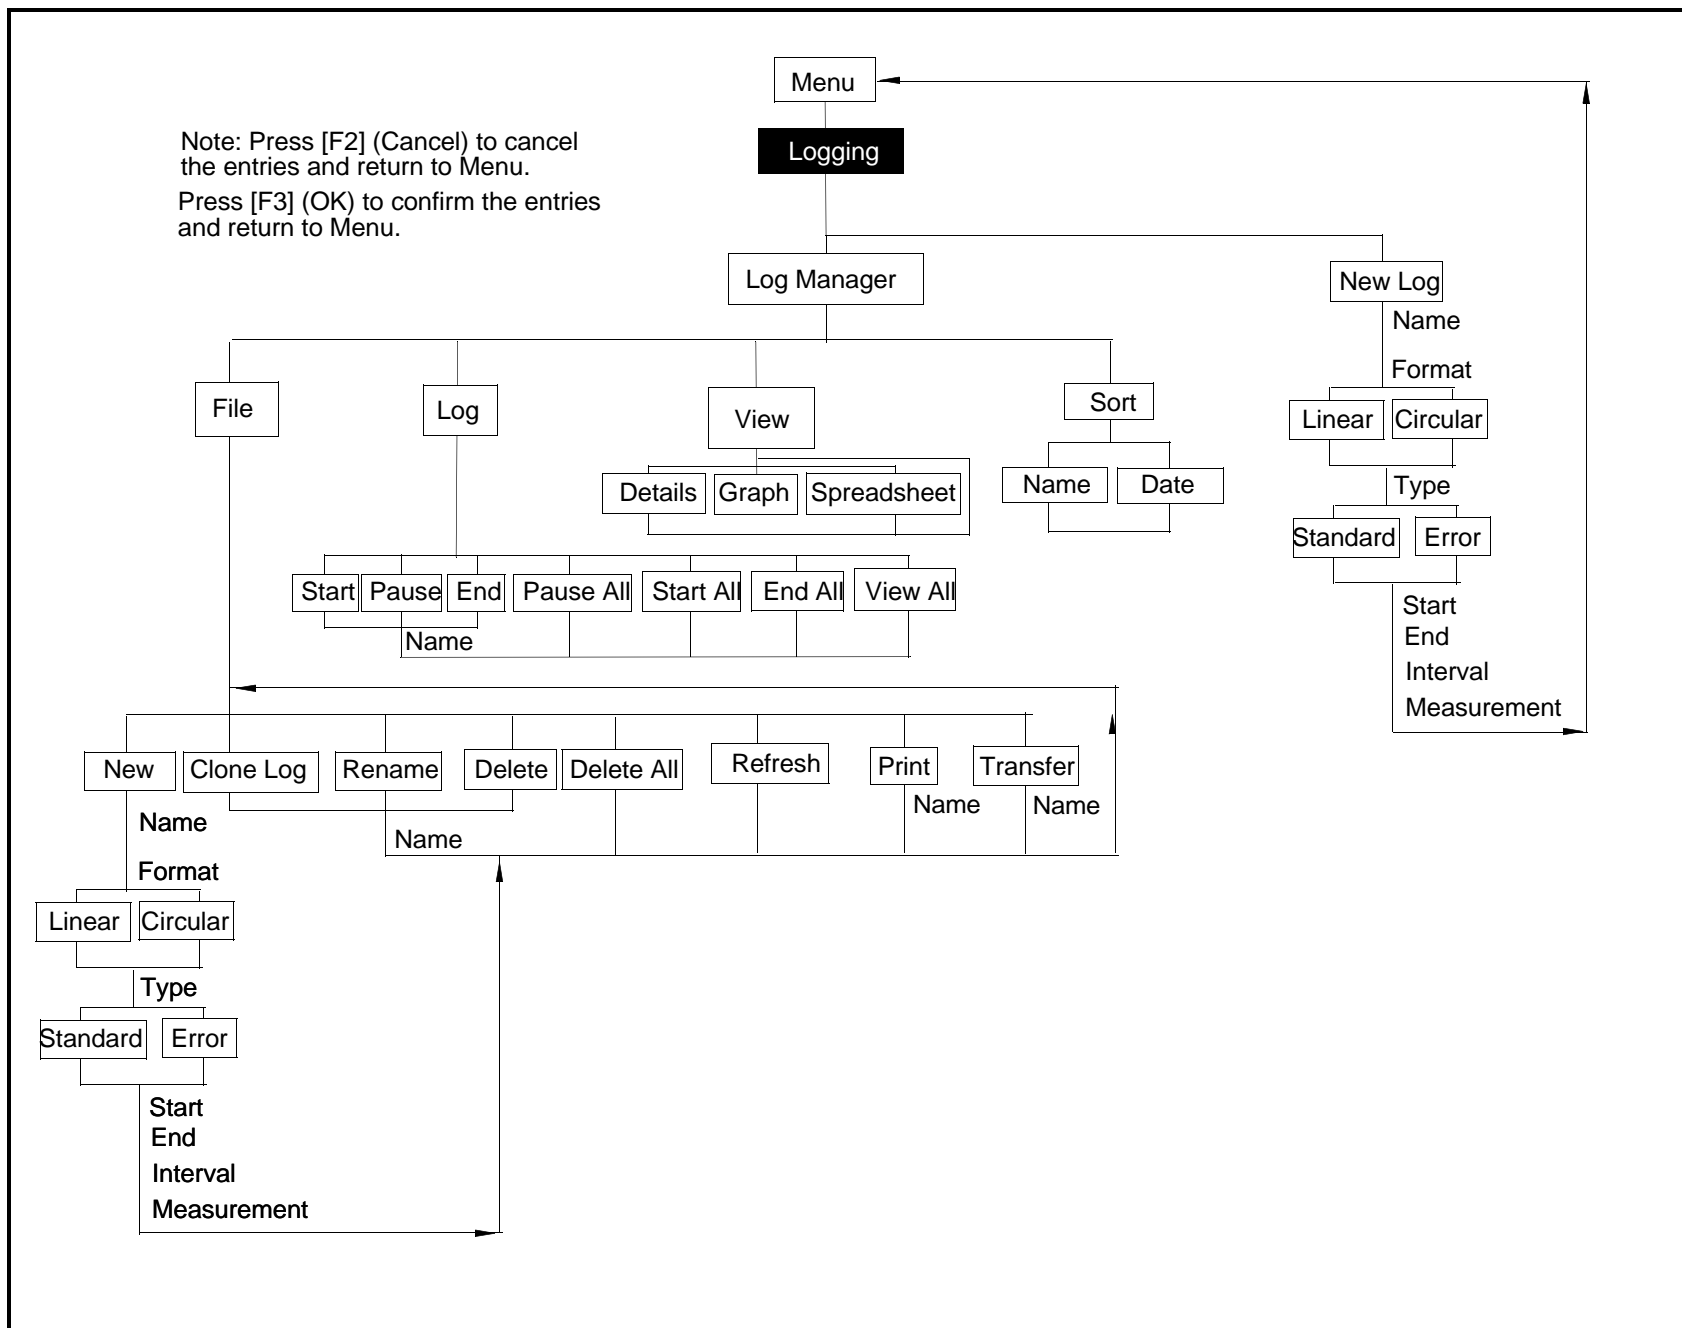 Menu
Logging
Note: Press [F2] (Cancel) to cancel
the entries and return to Menu.
Press [F3] (OK) to confirm the entries
and return to Menu.
Log Manager
New Log
Name
Format
Linear
Circular
Type
Standard
Error
Start
End
Interval
Measurement
File
Log
View
Sort
Details
Graph
Spreadsheet
Name
Date
Start
Pause
End
Pause All
Start All
End All
View All
Name
New
Clone Log
Rename
Delete
Delete All
Refresh
Print
Transfer
Name
Name
Name
Name
Format
Linear
Circular
Type
Standard
Error
Start
End
Interval
Measurement